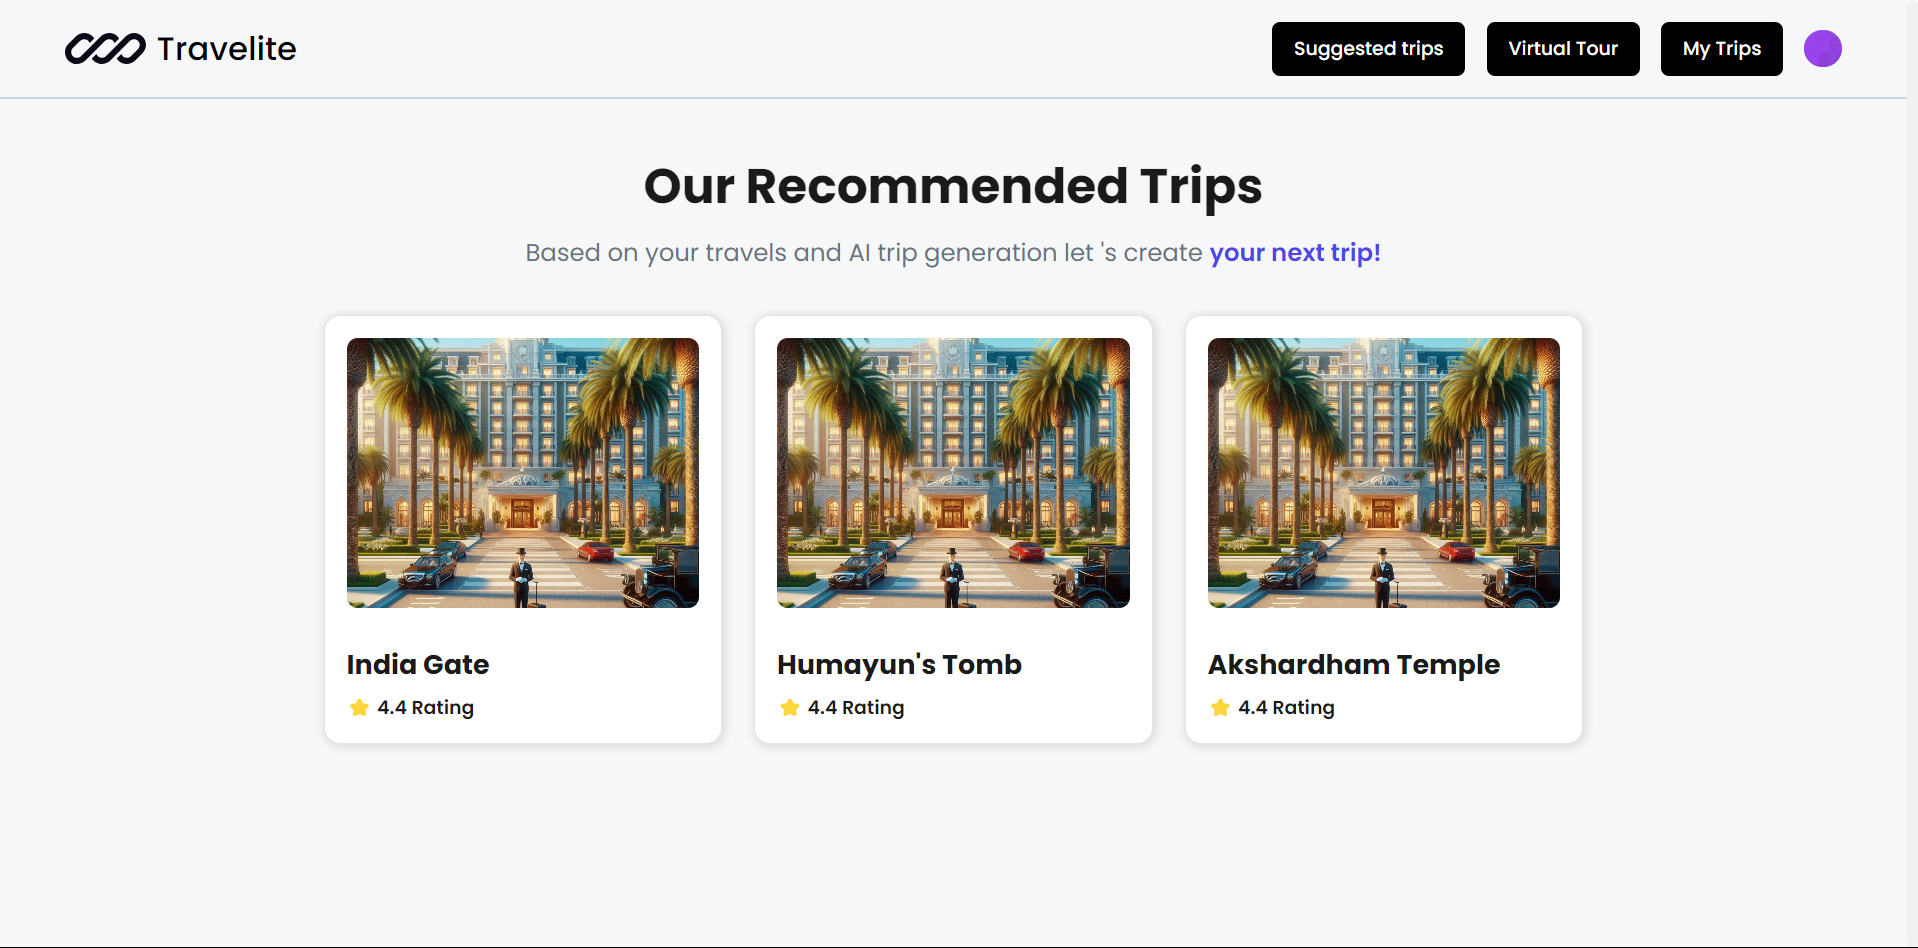 Travelite
Suggested trips
Virtual Tour
My Trips
Our Recommended Trips
Based on your travels and AI trip generation let 's create your next trip!
India Gate
4.4 Rating
Humayun's Tomb
4.4 Rating
Akshardham Temple
4.4 Rating